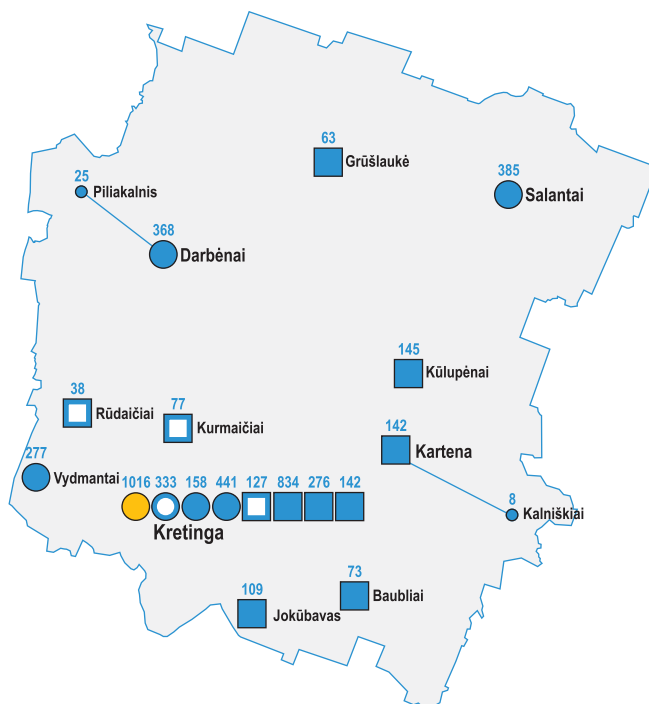 63
Grūšlaukė
25
Piliakalnis
385
Salantai
368
Darbėnai
145
Kūlupėnai
38
Rūdaičiai
77
Kurmaičiai
142
Kartena
277
Vydmantai
1016 333 158 441 127 834 276 142
Kretinga
8
Kalniškiai
73
Baubliai
109
Jokūbavas